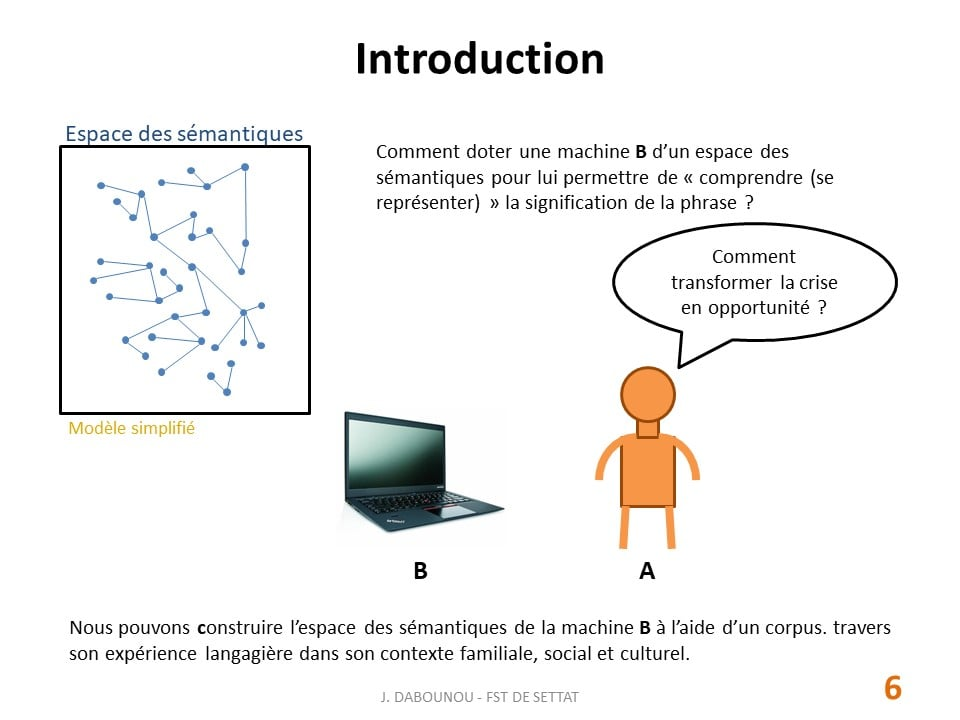 Introduction
Espace des sémantiques
Comment doter une machine B d’un espace des
sémantiques pour lui permettre de « comprendre (se
représenter) » la signification de la phrase ?
Comment
transformer la crise
en opportunité ?
Modèle simplifié
B
A
Nous pouvons construire l’espace des sémantiques de la machine B à l’aide d’un corpus. travers
son expérience langagière dans son contexte familiale, social et culturel.
J. DABOUNOU - FST DE SETTAT
6